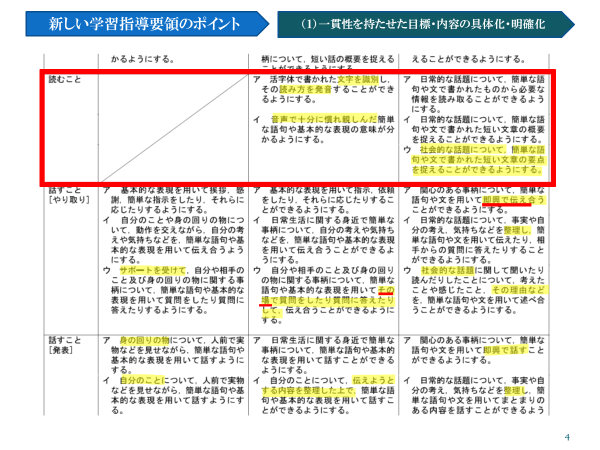 新しい学習指導要領のポイント
（1）一貫性を持たせた目標・内容の具体化・明確化
かるようにする。
柄について，短い話の概要を捉える
えることができるようにする。
読むこと
ア　活字体で書かれた文字を識別し，
その読み方を発音することができ
るようにする。
イ　音声で十分に慣れ親しんだ簡単
な語句や基本的な表現の意味が分
かるようにする。
ア　日常的な話題について，簡単な語
句や文で書かれたものから必要な
情報を読み取ることができるよう
にする。
イ　日常的な話題について，簡単な語
句や文で書かれた短い文章の概要
を捉えることができるようにする。
ウ　社会的な話題について，簡単な語
句や文で書かれた短い文章の要点
を捉えることができるようにする。
話すこと
［やり取り］
ア　基本的な表現を用いて挨拶，感
謝，簡単な指示をしたり，それらに
応じたりするようにする。
イ　自分のことや身の回りの物につ
いて，動作を交えながら，自分の考
えや気持ちなどを，簡単な語句や基
本的な表現を用いて伝え合うよう
にする。
ウ　サポートを受けて，自分や相手の
こと及び身の回りの物に関する事
柄について，簡単な語句や基本的な
表現を用いて質問をしたり質問に
答えたりするようにする。
ア　基本的な表現を用いて指示，依頼
をしたり，それらに応じたりするこ
とができるようにする。
イ　日常生活に関する身近で簡単な
事柄について，自分の考えや気持ち
などを，簡単な語句や基本的な表現
を用いて伝え合うことができるよ
うにする。
ウ　自分や相手のこと及び身の回り
の物に関する事柄について，簡単な
語句や基本的な表現を用いてその
場で質問をしたり質問に答えたり
して，伝え合うことができるように
する。
ア　関心のある事柄について，簡単な
語句や文を用いて即興で伝え合う
ことができるようにする。
イ　日常的な話題について，事実や自
分の考え，気持ちなどを整理し，簡
単な語句や文を用いて伝えたり，相
手からの質問に答えたりすること
ができるようにする。
ウ　社会的な話題に関して聞いたり
読んだりしたことについて，考えた
ことや感じたこと，その理由など
を，簡単な語句や文を用いて述べ合
うことができるようにする。
話すこと
［発表］
ア　身の回りの物について，人前で実
物などを見せながら，簡単な語句や
基本的な表現を用いて話すように
する。
イ　自分のことについて，人前で実物
などを見せながら，簡単な語句や基
本的な表現を用いて話すようにす
る。
ア　日常生活に関する身近で簡単な
事柄について，簡単な語句や基本的
な表現を用いて話すことができる
ようにする。
イ　自分のことについて，伝えようと
する内容を整理した上で，簡単な語
句や基本的な表現を用いて話すこ
とができるようにする。
ア　関心のある事柄について，簡単な
語句や文を用いて即興で話すこと
ができるようにする。
イ　日常的な話題について，事実や自
分の考え，気持ちなどを整理し，簡
単な語句や文を用いてまとまりの
ある内容を話すことができるよう
4